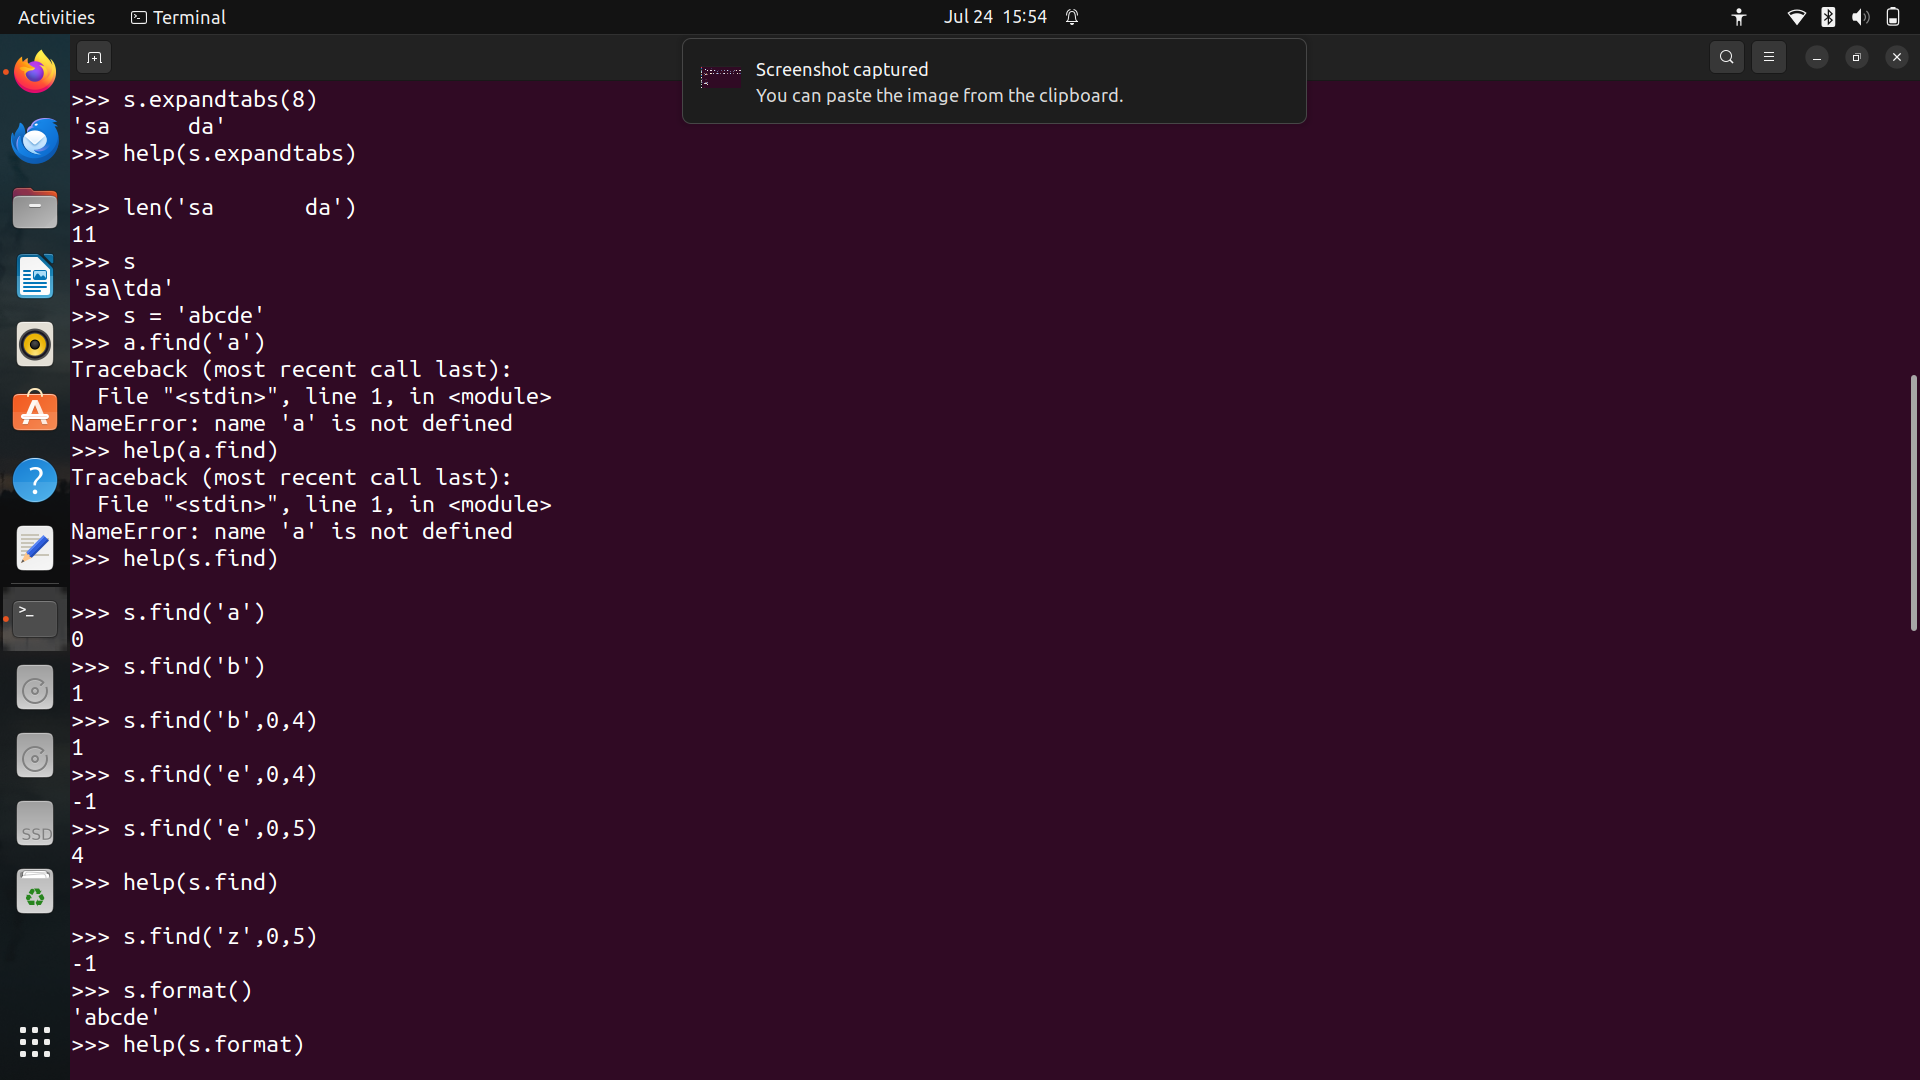 Activities
Terminal
Jul 24 15:54
Screenshot captured
You can paste the image from the clipboard.
>>> s.expandtabs(8)
'sa      da'
>>> help(s.expandtabs)
>>> len('sa       da')
11
>>> s
'sa\tda'
>>> s = 'abcde'
>>> a.find('a')
Traceback (most recent call last):
  File "<stdin>", line 1, in <module>
NameError: name 'a' is not defined
>>> help(a.find)
Traceback (most recent call last):
  File "<stdin>", line 1, in <module>
NameError: name 'a' is not defined
>>> help(s.find)
>>> s.find('a')
0
>>> s.find('b')
1
>>> s.find('b',0,4)
1
>>> s.find('e',0,4)
-1
>>> s.find('e',0,5)
4
>>> help(s.find)
>>> s.find('z',0,5)
-1
>>> s.format()
'abcde'
>>> help(s.format)
SSD